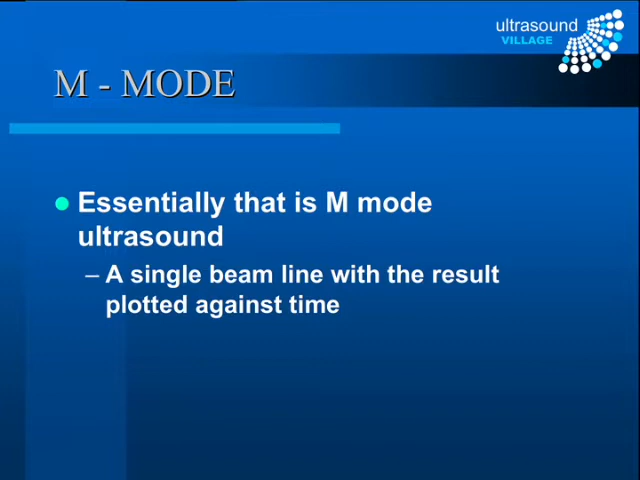 ultrasound
VILLAGE
M - MODE
Essentially that is M mode
ultrasound
– A single beam line with the result
plotted against time